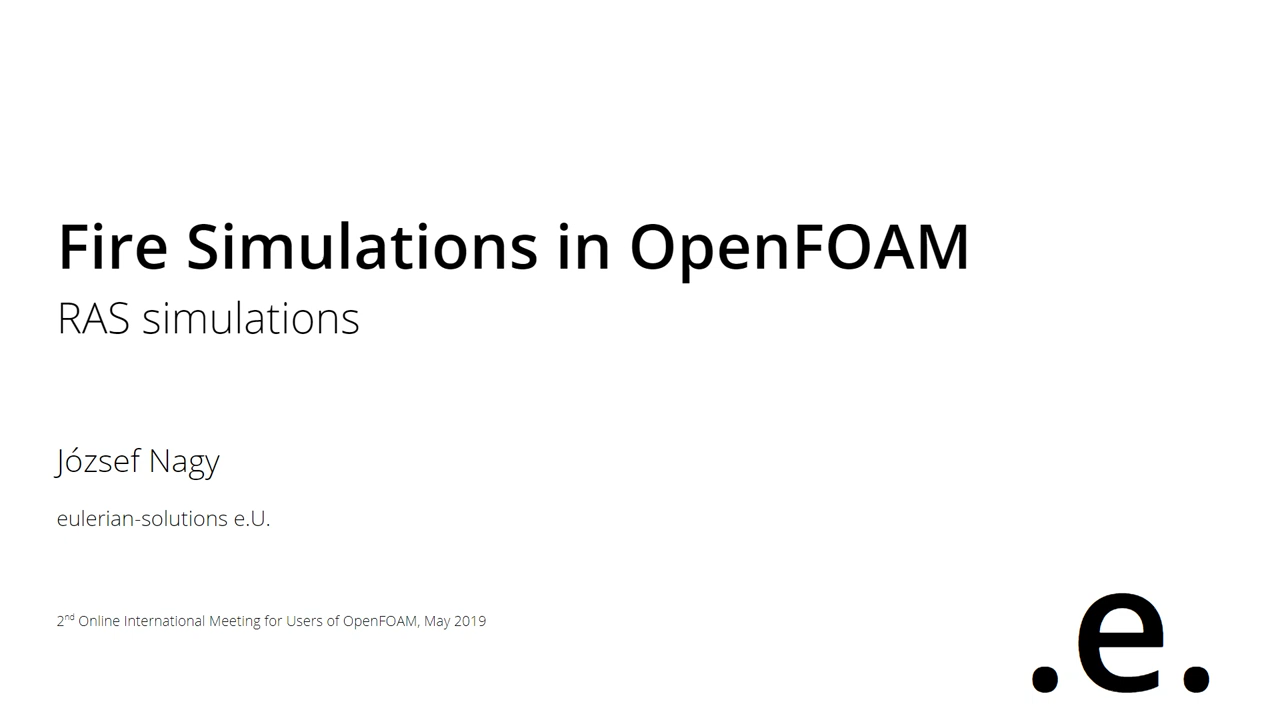 Fire Simulations in OpenFOAM
RAS simulations
József Nagy
eulerian-solutions e.U.
2nd Online International Meeting for Users of OpenFOAM, May 2019
.e.